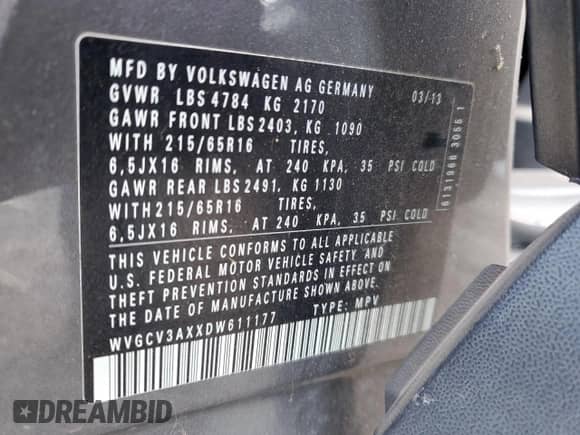 MFD BY VOLKSWAGEN AG GERMANY 03/13
GVWR LBS 4784 KG 2170
GAWR FRONT LBS 2403, KG 1090
WITH 215/65R16 TIRES,
6,5JX16 RIMS, AT 240 KPA, 35 PSI COLD
GAWR REAR LBS 2491, KG 1130
WITH 215/65R16 TIRES,
6,5JX16 RIMS, AT 240 KPA, 35 PSI COLD
THIS VEHICLE CONFORMS TO ALL APPLICABLE
U.S. FEDERAL MOTOR VEHICLE SAFETY AND
THEFT PREVENTION STANDARDS IN EFFECT ON
THE DATE OF MANUFACTURE SHOWN ABOVE.
WVGCV3AXXDW611177 TYPE: MPV
DREAMBID